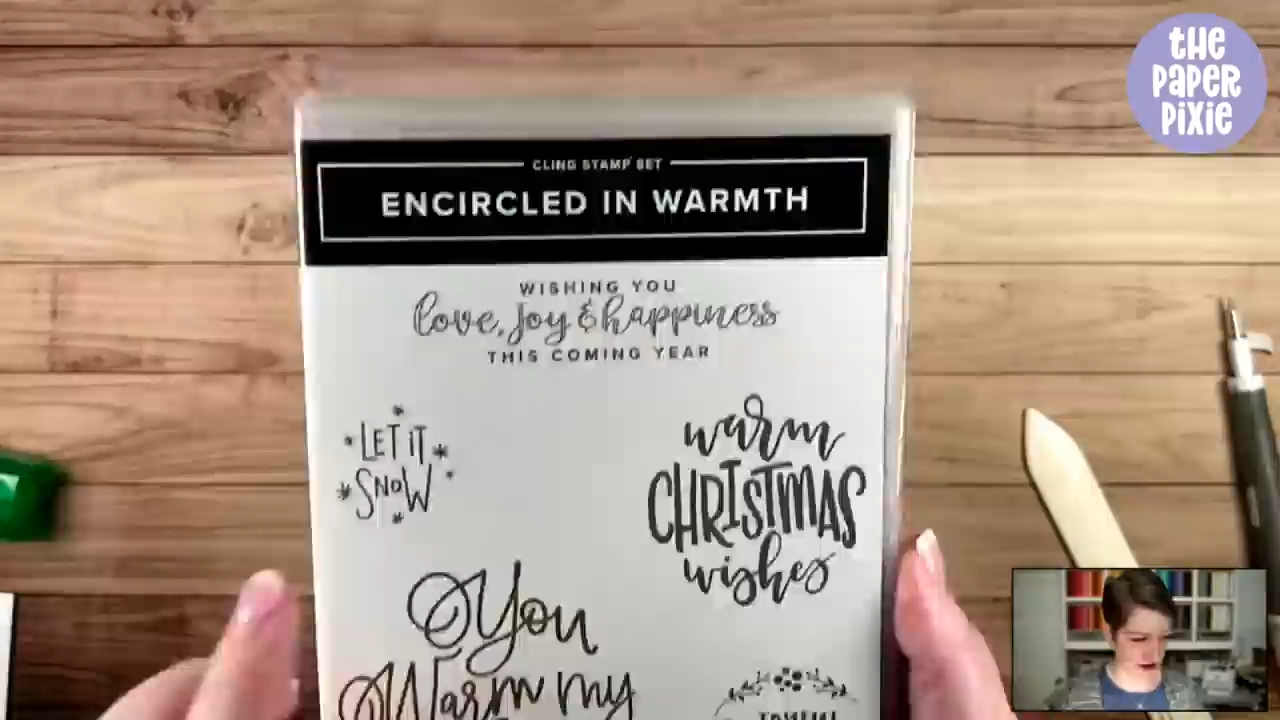 the
PAPER
PiXiE
CLING STAMP SET
ENCIRCLED IN WARMTH
WISHING YOU
love, joy & happiness
THIS COMING YEAR
LET iT
SNoW
warm
CHRISTMAS
wishes
You
Warm my